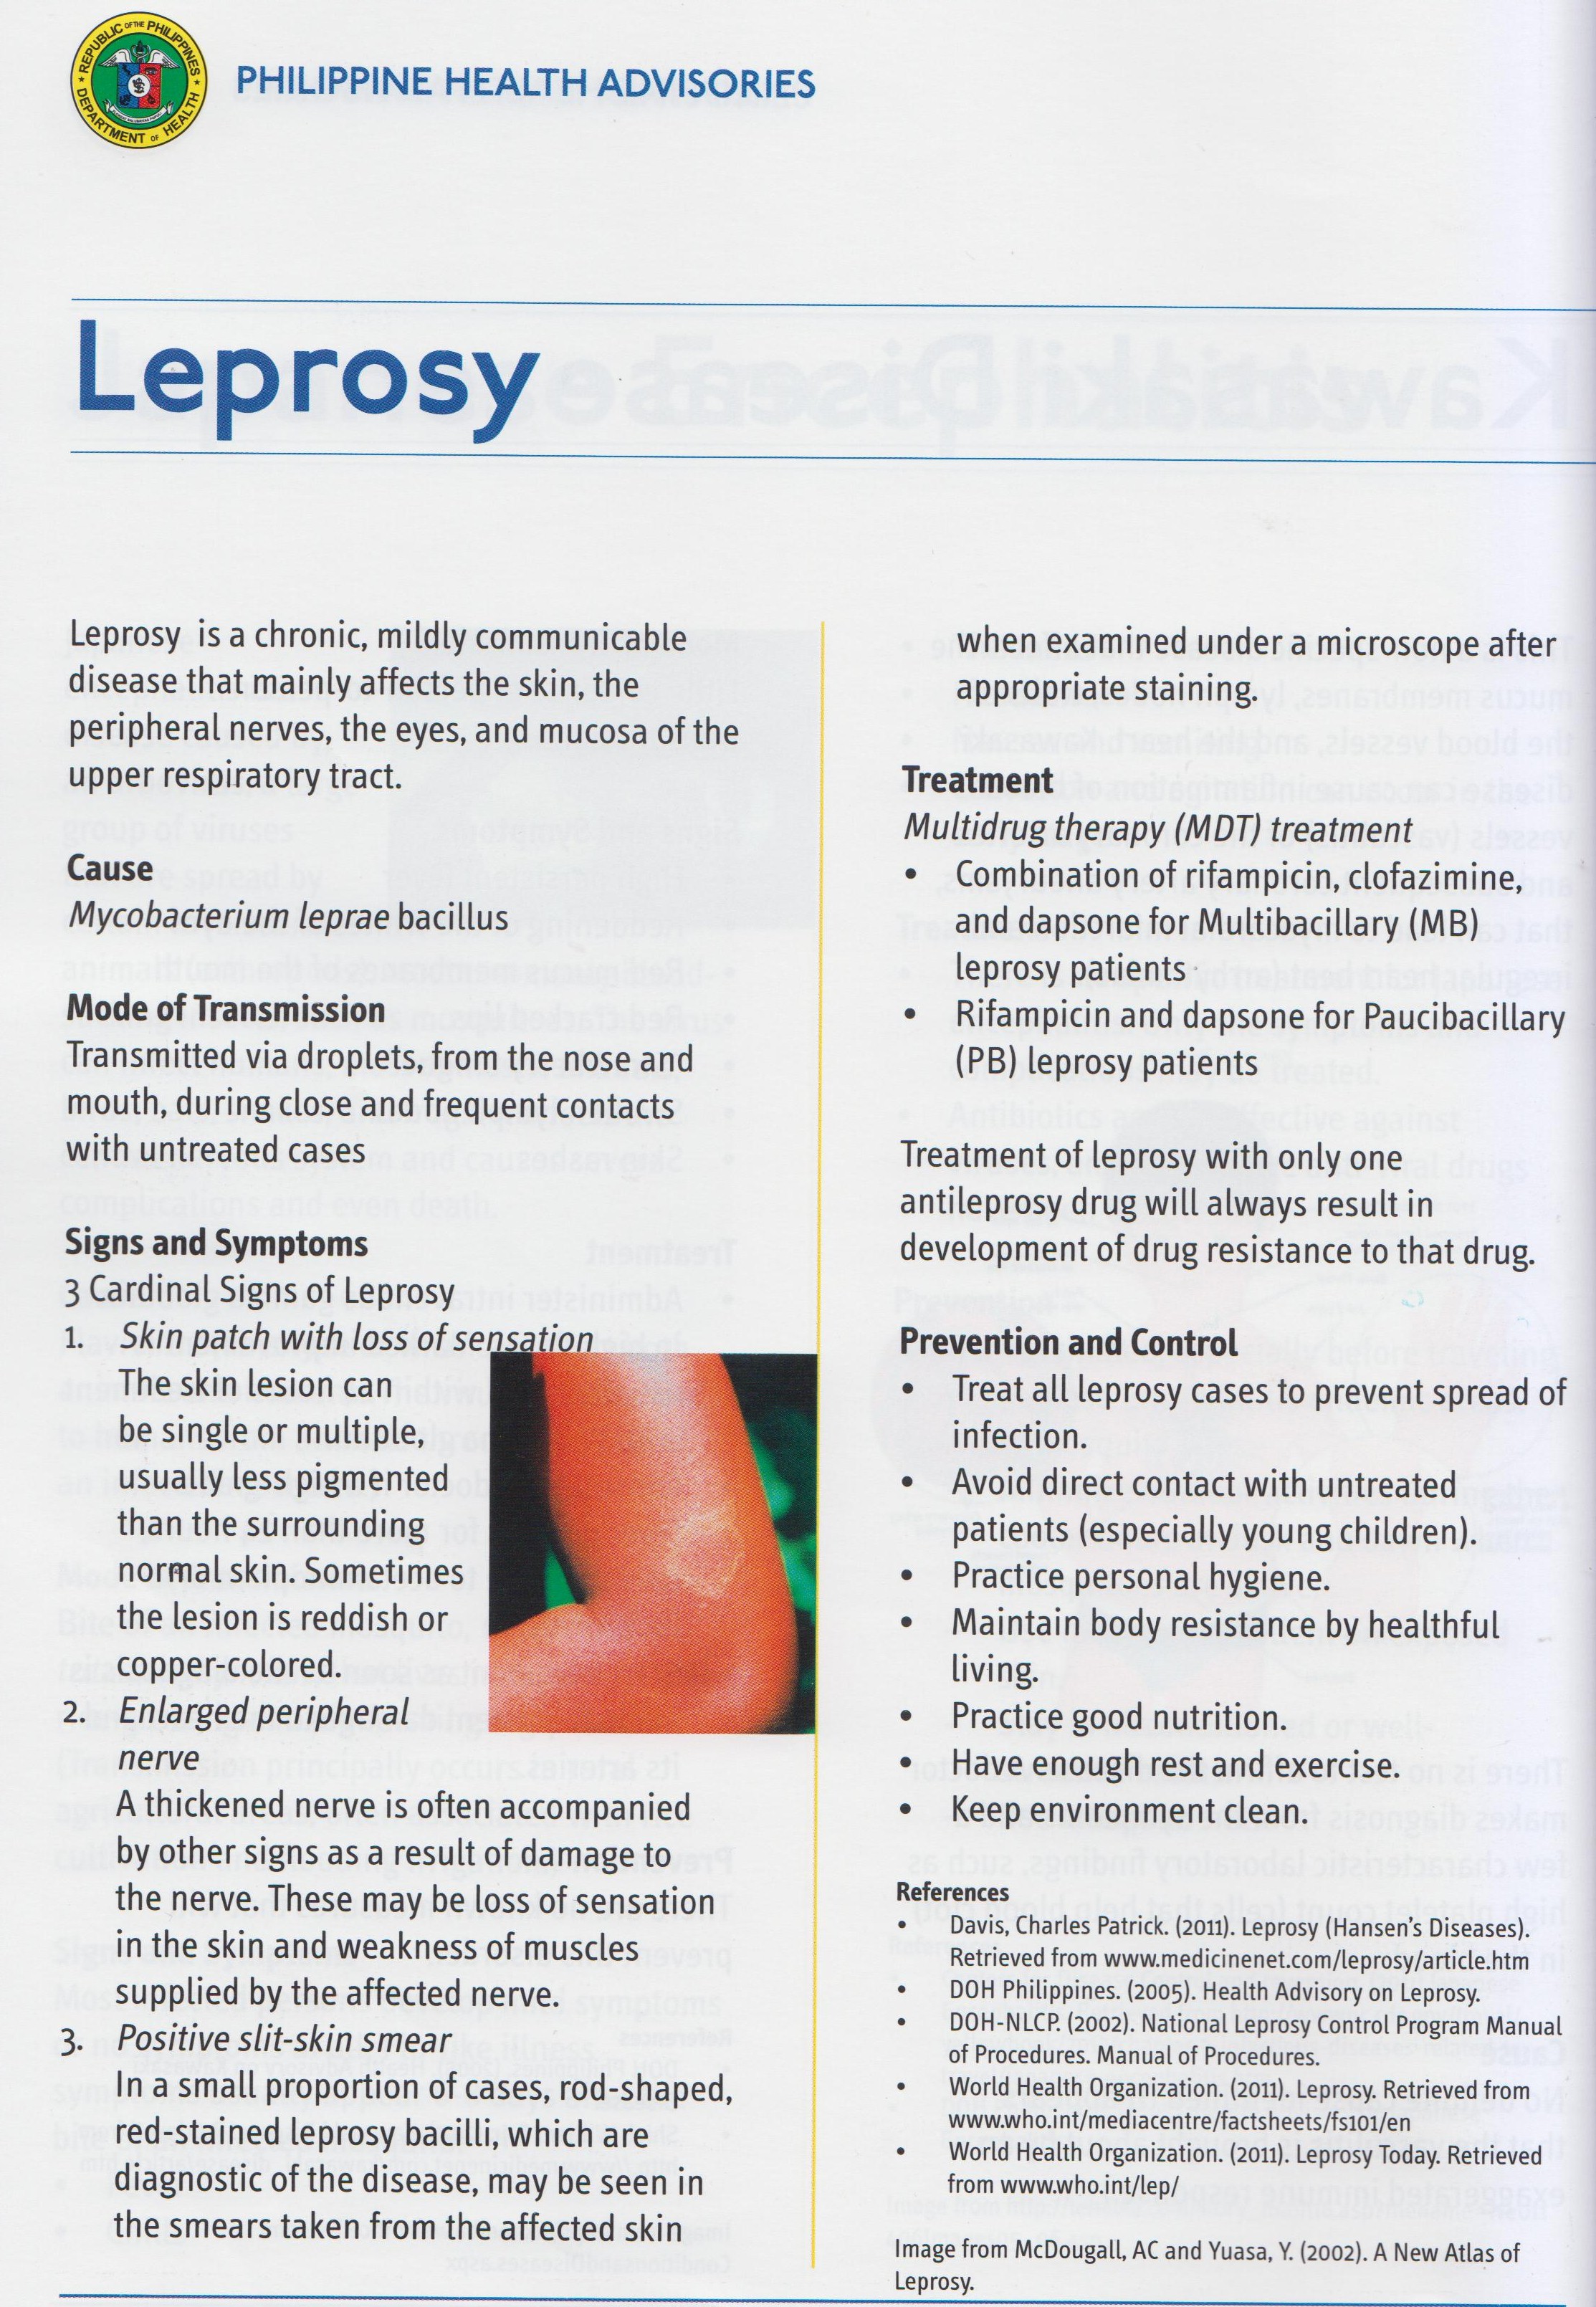 REPUBLIC OF THE PHILIPPINES
DEPARTMENT OF HEALTH
PHILIPPINE HEALTH ADVISORIES
Leprosy
Leprosy is a chronic, mildly communicable
disease that mainly affects the skin, the
peripheral nerves, the eyes, and mucosa of the
upper respiratory tract.
Cause
Mycobacterium leprae bacillus
Mode of Transmission
Transmitted via droplets, from the nose and
mouth, during close and frequent contacts
with untreated cases
Signs and Symptoms
3 Cardinal Signs of Leprosy
1. Skin patch with loss of sensation
The skin lesion can
be single or multiple,
usually less pigmented
than the surrounding
normal skin. Sometimes
the lesion is reddish or
copper-colored.
2. Enlarged peripheral
nerve
A thickened nerve is often accompanied
by other signs as a result of damage to
the nerve. These may be loss of sensation
in the skin and weakness of muscles
supplied by the affected nerve.
3. Positive slit-skin smear
In a small proportion of cases, rod-shaped,
red-stained leprosy bacilli, which are
diagnostic of the disease, may be seen in
the smears taken from the affected skin
when examined under a microscope after
appropriate staining.
Treatment
Multidrug therapy (MDT) treatment
• Combination of rifampicin, clofazimine,
and dapsone for Multibacillary (MB)
leprosy patients
• Rifampicin and dapsone for Paucibacillary
(PB) leprosy patients
Treatment of leprosy with only one
antileprosy drug will always result in
development of drug resistance to that drug.
Prevention and Control
• Treat all leprosy cases to prevent spread of
infection.
• Avoid direct contact with untreated
patients (especially young children).
• Practice personal hygiene.
• Maintain body resistance by healthful
living.
• Practice good nutrition.
• Have enough rest and exercise.
• Keep environment clean.
References
• Davis, Charles Patrick. (2011). Leprosy (Hansen's Diseases).
Retrieved from www.medicinenet.com/leprosy/article.htm
• DOH Philippines. (2005). Health Advisory on Leprosy.
• DOH-NLCP. (2002). National Leprosy Control Program Manual
of Procedures. Manual of Procedures.
• World Health Organization. (2011). Leprosy. Retrieved from
www.who.int/mediacentre/factsheets/fs101/en
• World Health Organization. (2011). Leprosy Today. Retrieved
from www.who.int/lep/
Image from McDougall, AC and Yuasa, Y. (2002). A New Atlas of
Leprosy.